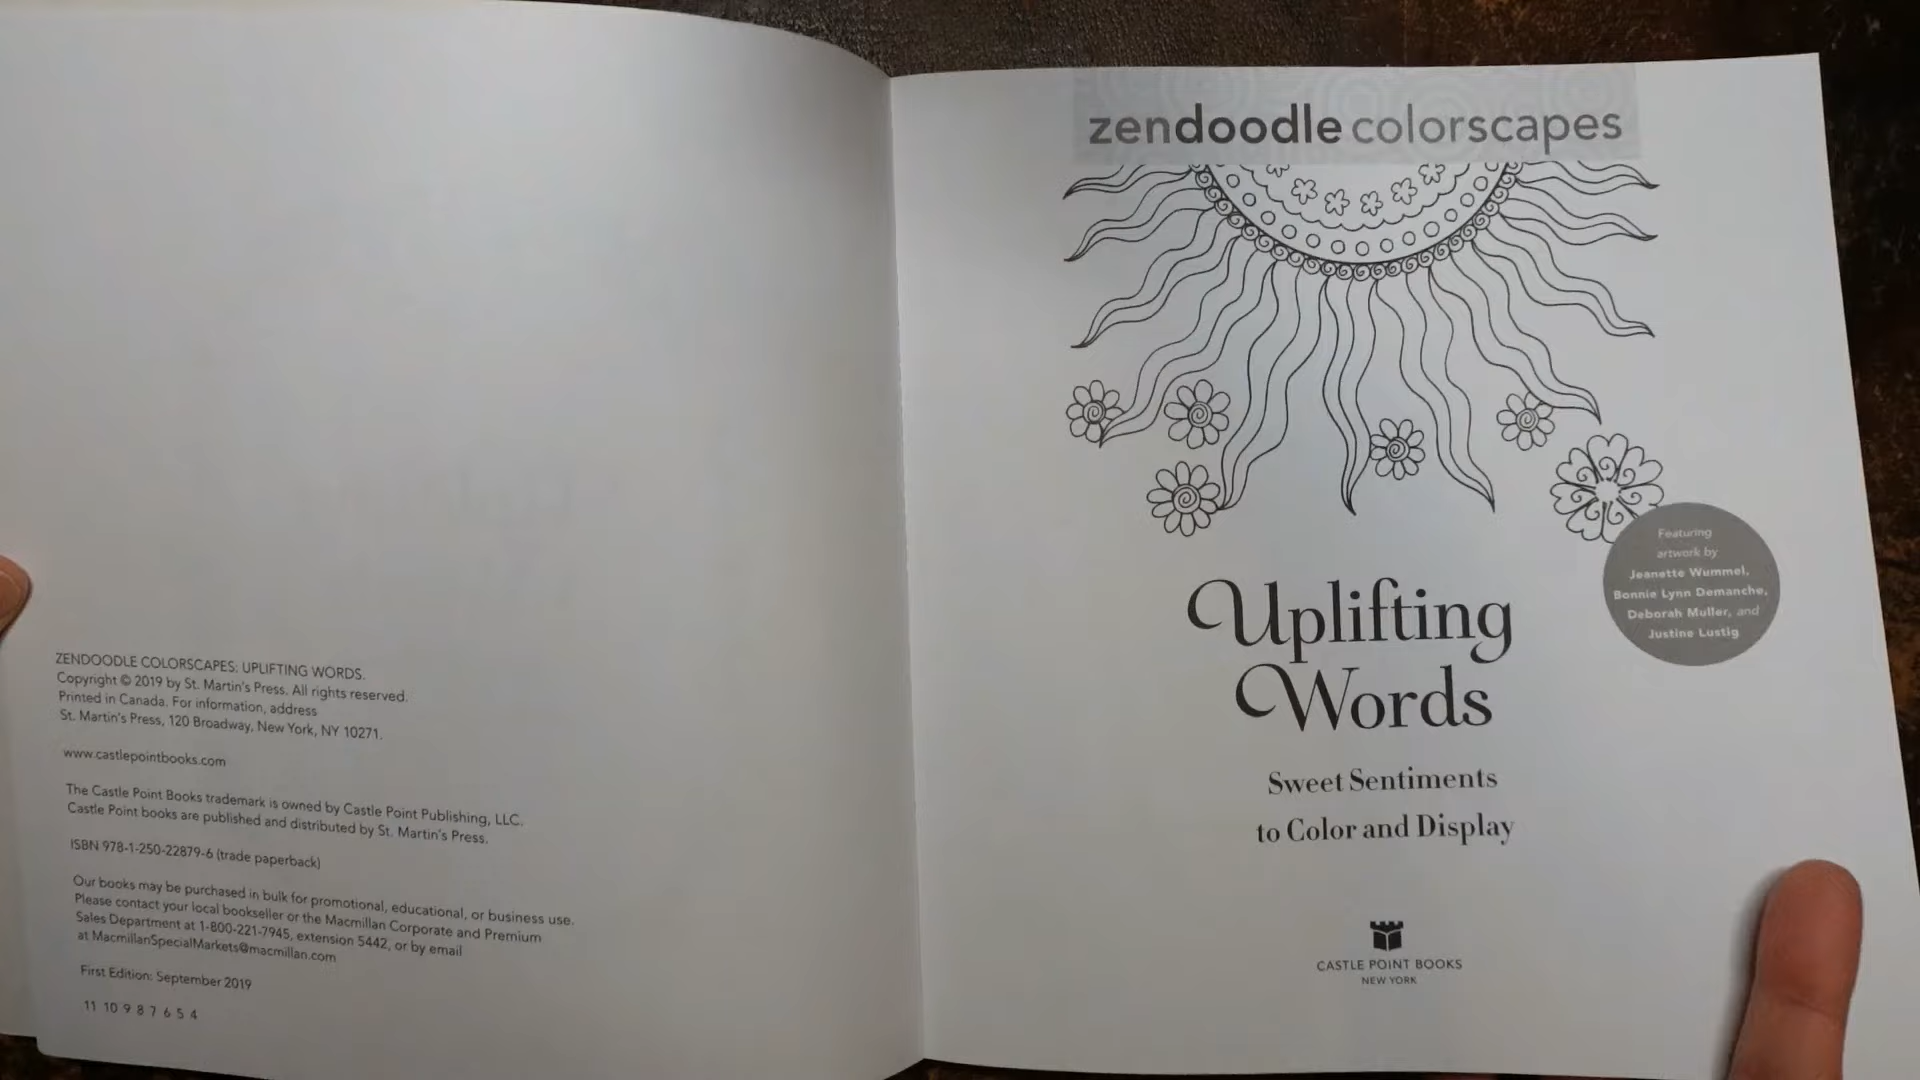 ZENDOODLE COLORSCAPES: UPLIFTING WORDS.
Copyright © 2019 by St. Martin's Press. All rights reserved.
Printed in Canada. For information, address
St. Martin's Press, 120 Broadway, New York, NY 10271.
www.castlepointbooks.com
The Castle Point Books trademark is owned by Castle Point Publishing, LLC.
Castle Point books are published and distributed by St. Martin's Press.
ISBN 978-1-250-22879-6 (trade paperback)
Our books may be purchased in bulk for promotional, educational, or business use.
Please contact your local bookseller or the Macmillan Corporate and Premium
Sales Department at 1-800-221-7945, extension 5442, or by email
at MacmillanSpecialMarkets@macmillan.com
First Edition: September 2019
11 10 9 8 7 6 5 4
zendoodle colorscapes
Featuring
artwork by
Jeanette Wummel,
Bonnie Lynn Demanche,
Deborah Muller, and
Justine Lustig
Uplifting
Words
Sweet Sentiments
to Color and Display
CASTLE POINT BOOKS
NEW YORK